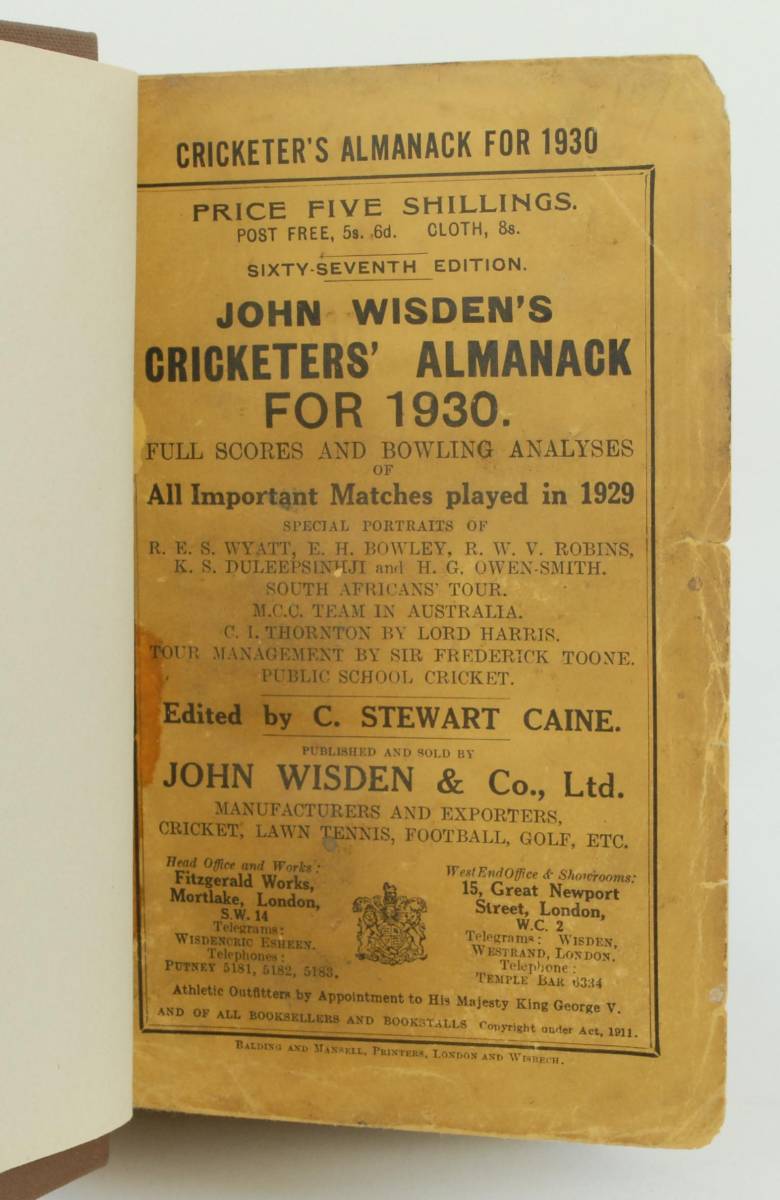 CRICKETER'S ALMANACK FOR 1930
PRICE FIVE SHILLINGS.
POST FREE, 5s. 6d. CLOTH, 8s.
SIXTY-SEVENTH EDITION.
JOHN WISDEN'S
CRICKETERS' ALMANACK
FOR 1930.
FULL SCORES AND BOWLING ANALYSES
OF
All Important Matches played in 1929
SPECIAL PORTRAITS OF
R. E. S. WYATT, E. H. BOWLEY, R. W. V. ROBINS,
K. S. DULEEPSINHJI and H. G. OWEN-SMITH.
SOUTH AFRICANS' TOUR.
M.C.C. TEAM IN AUSTRALIA.
C. I. THORNTON BY LORD HARRIS.
TOUR MANAGEMENT BY SIR FREDERICK TOONE.
PUBLIC SCHOOL CRICKET.
Edited by C. STEWART CAINE.
PUBLISHED AND SOLD BY
JOHN WISDEN & Co., Ltd.
MANUFACTURERS AND EXPORTERS,
CRICKET, LAWN TENNIS, FOOTBALL, GOLF, ETC.
Head Office and Works:
Fitzgerald Works,
Mortlake, London,
S.W. 14
Telegrams:
WISDENCRIC ESHEEN.
Telephones:
PUTNEY 5181, 5182, 5183.
West End Office & Showrooms:
15, Great Newport
Street, London,
W.C. 2
Telegrams: WISDEN,
WESTRAND, LONDON.
Telephone:
TEMPLE BAR 6334
Athletic Outfitters by Appointment to His Majesty King George V.
AND OF ALL BOOKSELLERS AND BOOKSTALLS Copyright under Act, 1911.
BALDING AND MANSELL, PRINTERS, LONDON AND WISBECH.